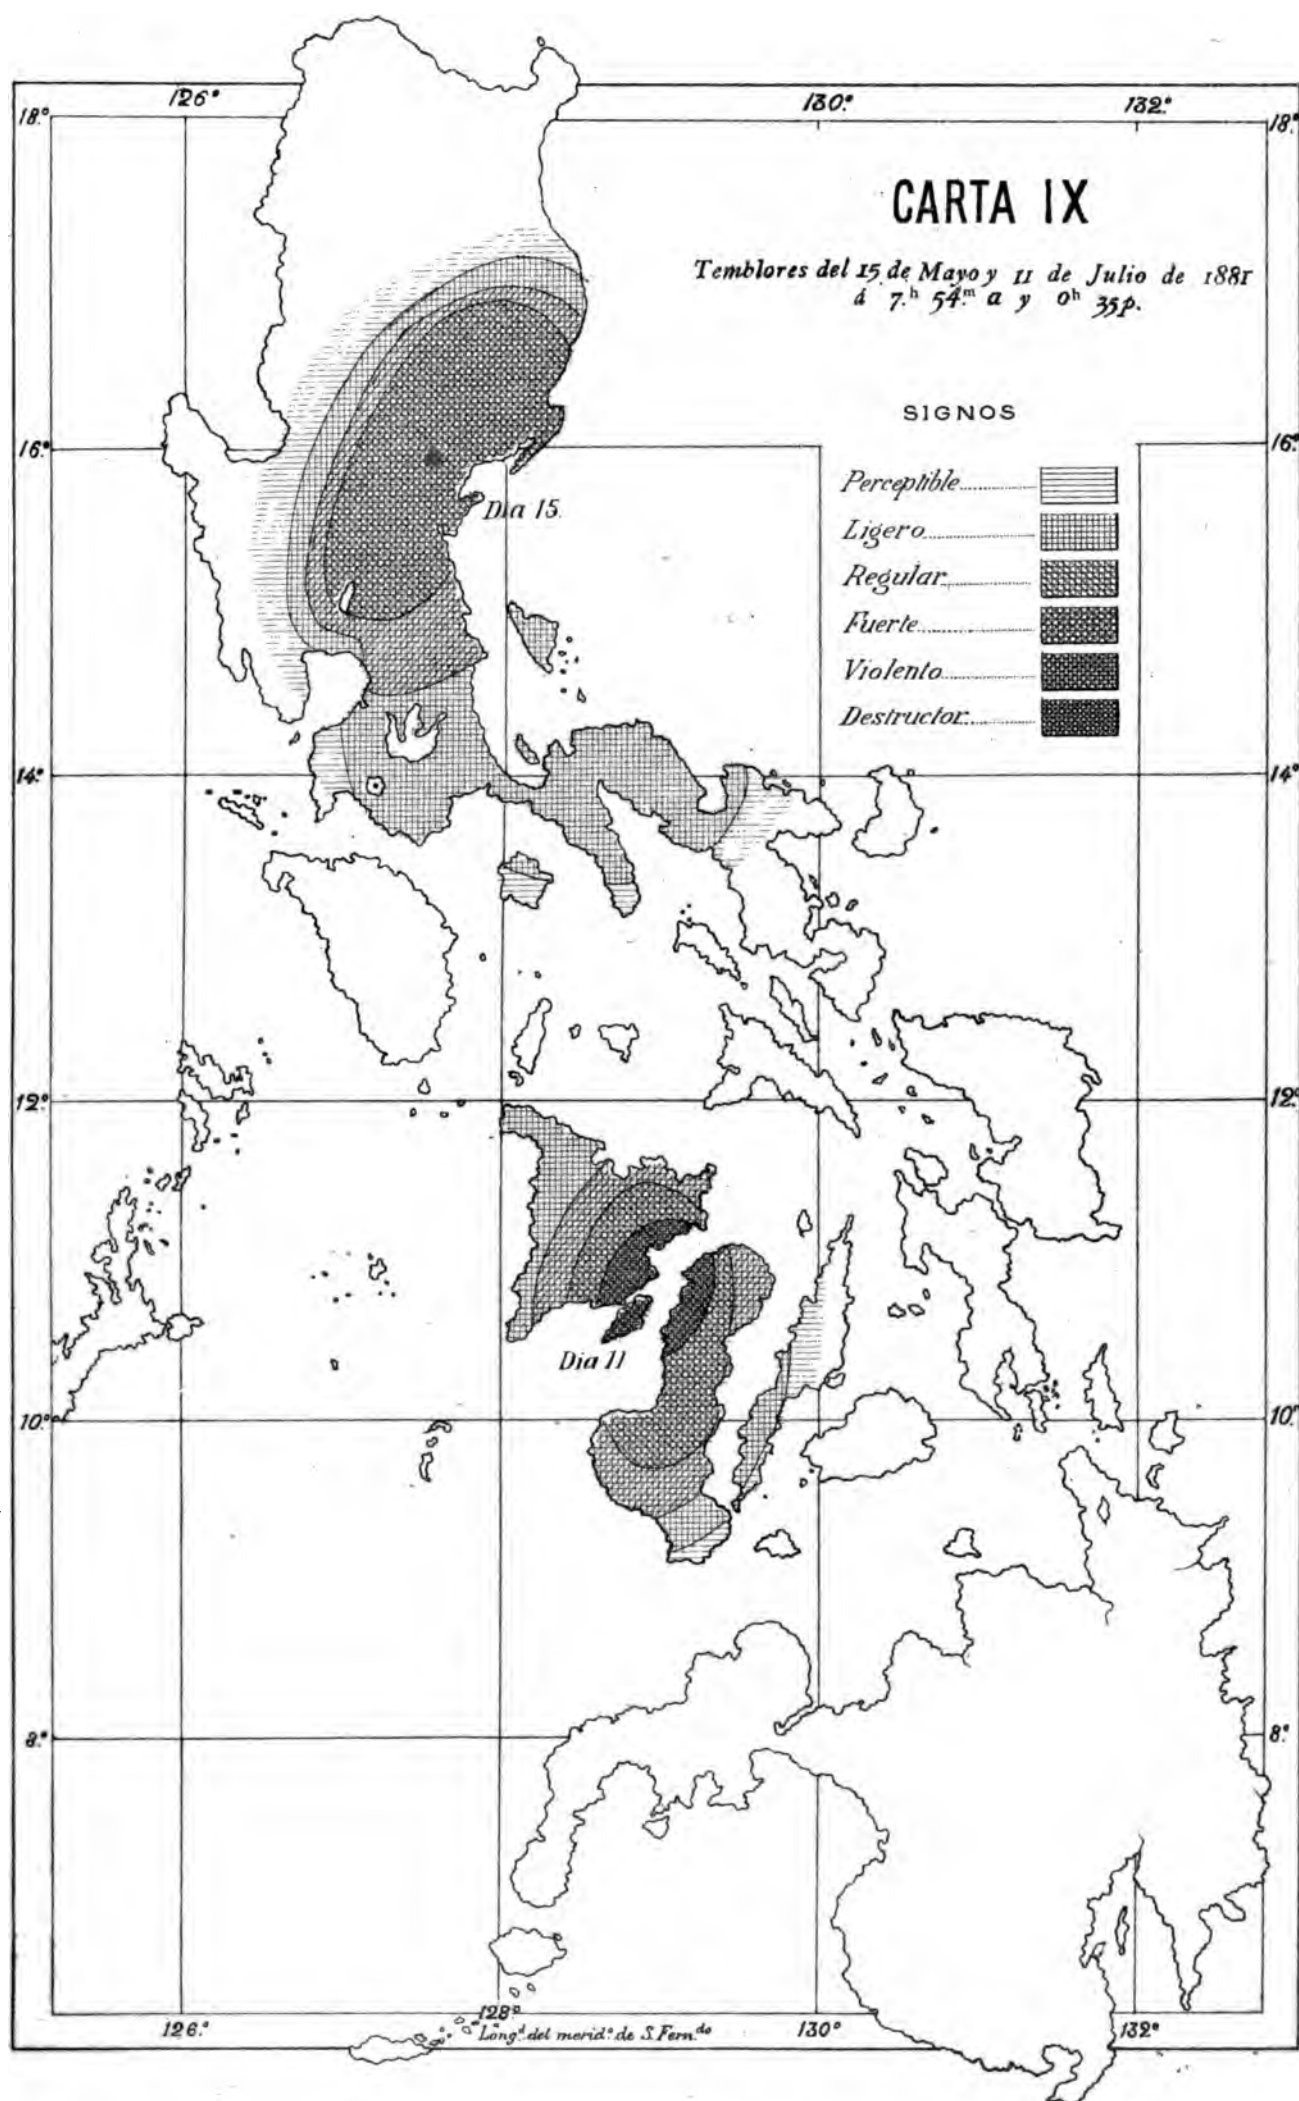 126.° 130.° 132.°
18.° 18.°
CARTA IX
Temblores del 15 de Mayo y 11 de Julio de 1881
á 7.h 54.m a y 0h 35p.
SIGNOS
16.° 16.°
Perceptible
Ligero
Dia 15.
Regular
Fuerte
Violento
Destructor
14.° 14.°
12.° 12.°
Dia 11
10.° 10.°
8.° 8.°
126.° 128.° 130.° 132.°
Long.d del merid.o de S. Fern.do